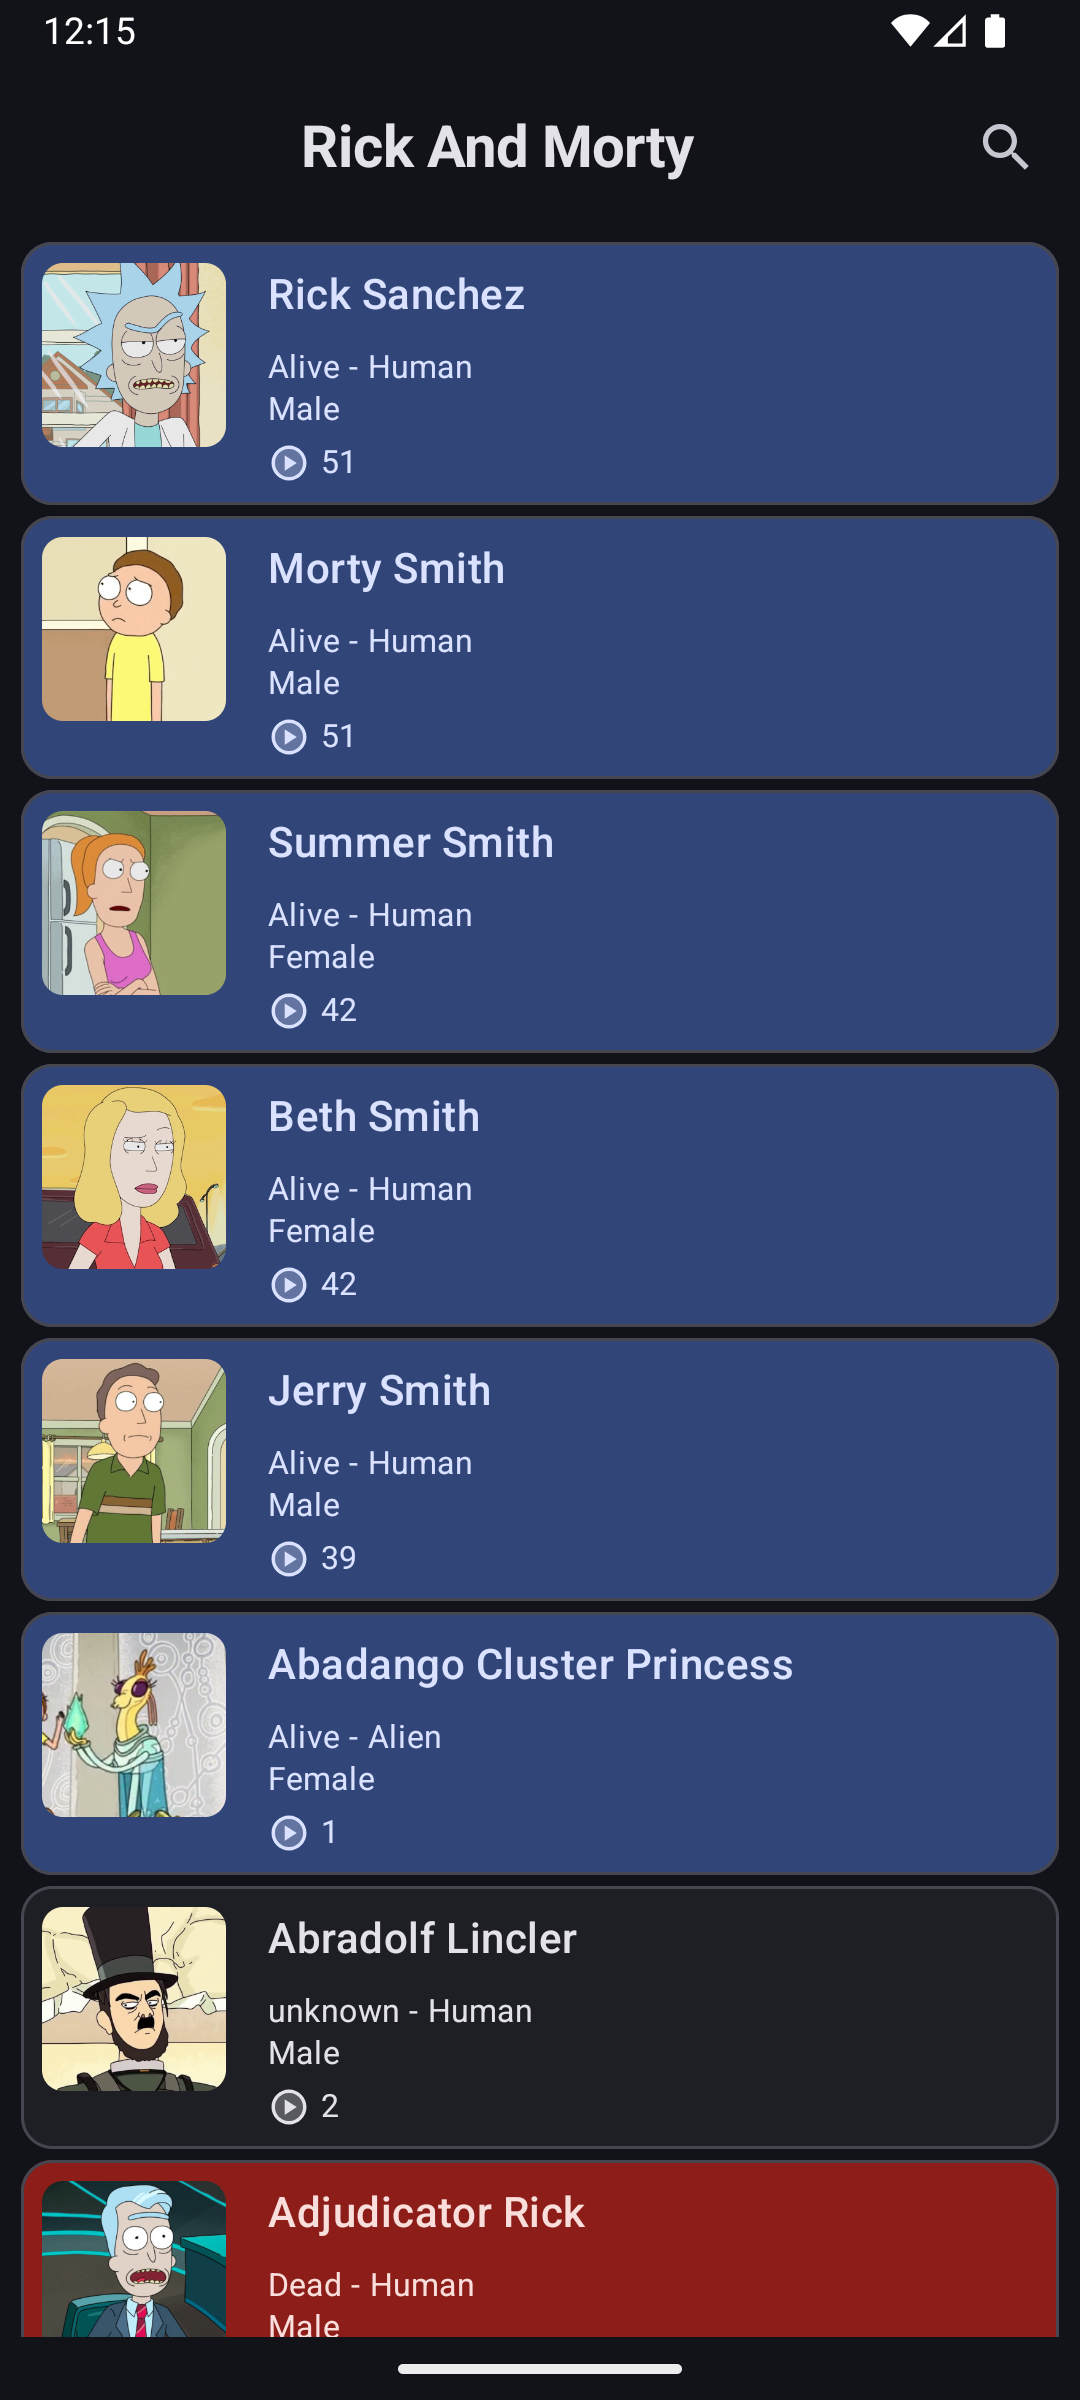 12:15
Rick And Morty
Rick Sanchez
Alive - Human
Male
51
Morty Smith
Alive - Human
Male
51
Summer Smith
Alive - Human
Female
42
Beth Smith
Alive - Human
Female
42
Jerry Smith
Alive - Human
Male
39
Abadango Cluster Princess
Alive - Alien
Female
1
Abradolf Lincler
unknown - Human
Male
2
Adjudicator Rick
Dead - Human
Male